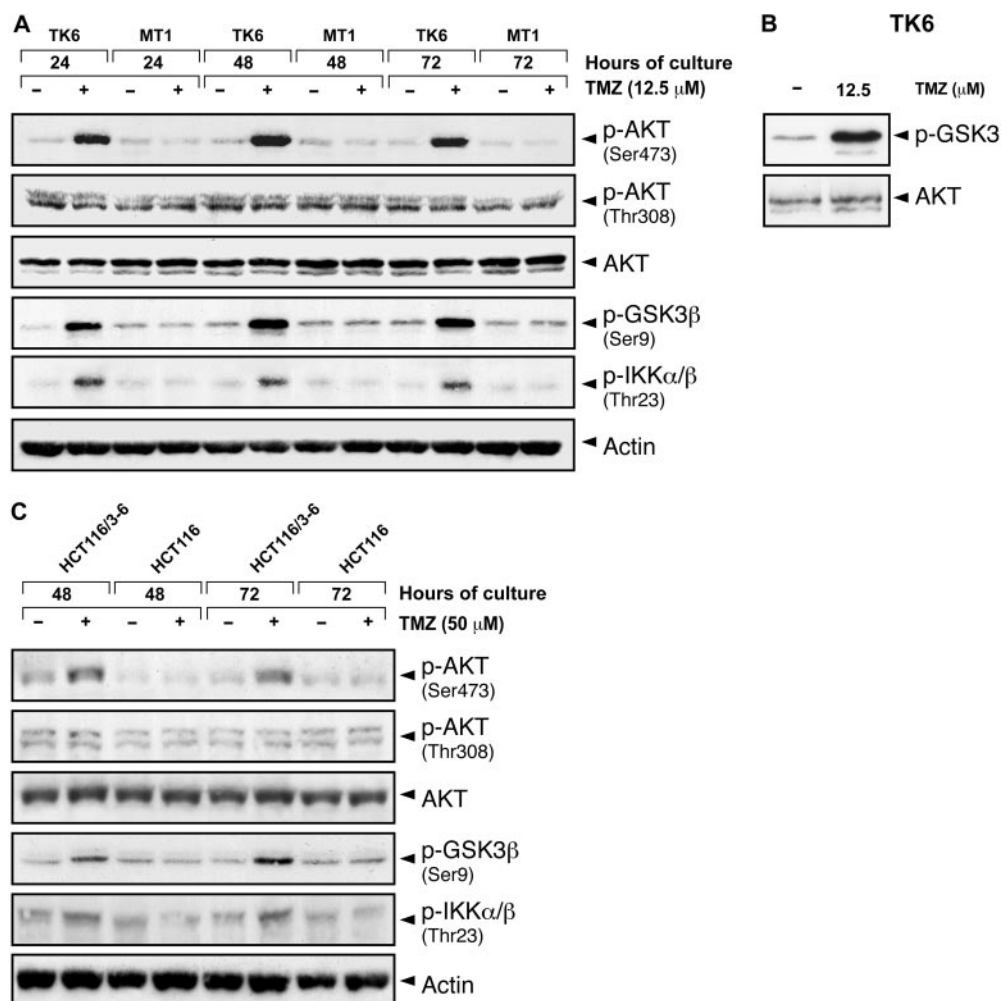 A
TK6 MT1 TK6 MT1 TK6 MT1
24 24 48 48 72 72 Hours of culture
– + – + – + – + – + – + TMZ (12.5 μM)
p-AKT
(Ser473)
p-AKT
(Thr308)
AKT
p-GSK3β
(Ser9)
p-IKKα/β
(Thr23)
Actin
B TK6
– 12.5 TMZ (μM)
p-GSK3
AKT
C
HCT116/3-6 HCT116 HCT116/3-6 HCT116
48 48 72 72 Hours of culture
– + – + – + – + TMZ (50 μM)
p-AKT
(Ser473)
p-AKT
(Thr308)
AKT
p-GSK3β
(Ser9)
p-IKKα/β
(Thr23)
Actin